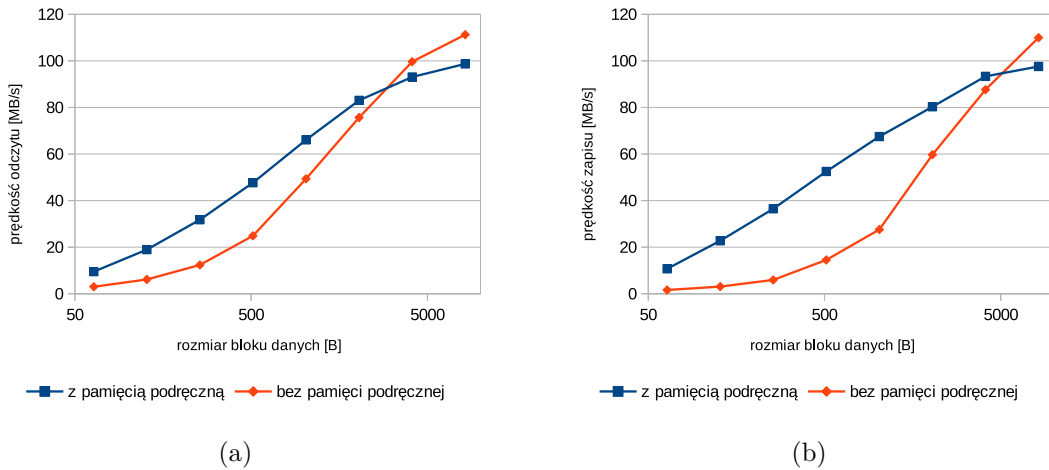 120
100
80
60
40
20
0
prędkość odczytu [MB/s]
50 500 5000
rozmiar bloku danych [B]
z pamięcią podręczną bez pamięci podręcznej
(a)
120
100
80
60
40
20
0
prędkość zapisu [MB/s]
50 500 5000
rozmiar bloku danych [B]
z pamięcią podręczną bez pamięci podręcznej
(b)